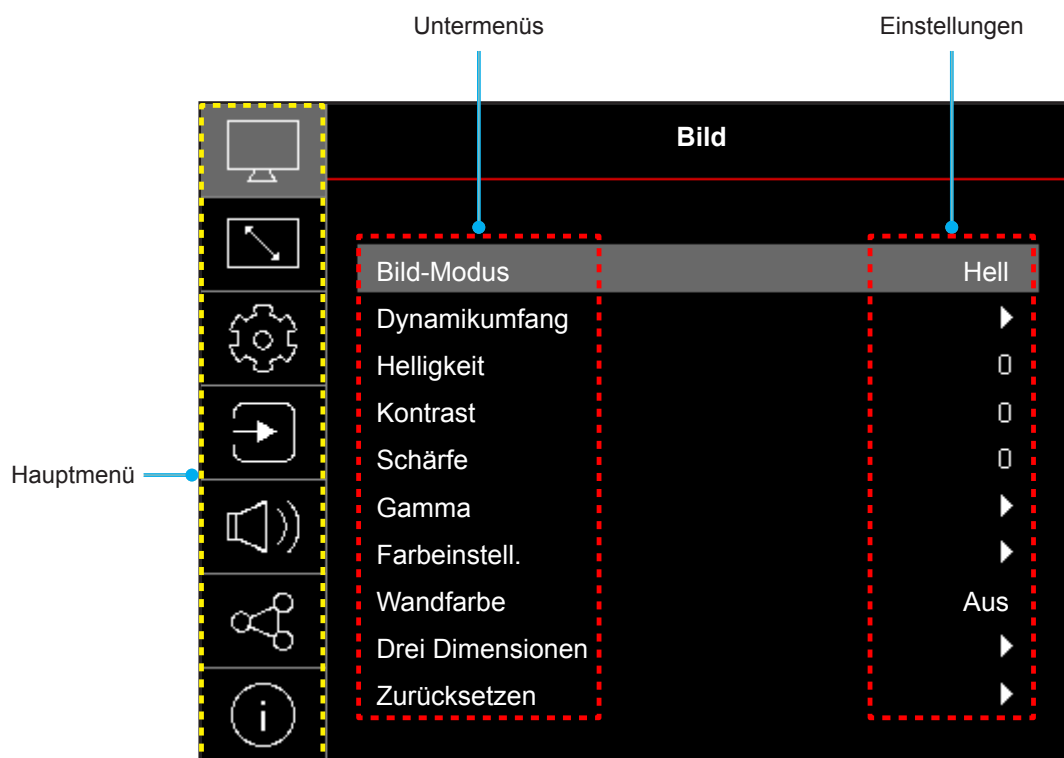 Untermenüs
Einstellungen
Bild
Bild-Modus Hell
Dynamikumfang
Helligkeit 0
Kontrast 0
Schärfe 0
Hauptmenü
Gamma
Farbeinstell.
Wandfarbe Aus
Drei Dimensionen
Zurücksetzen
i